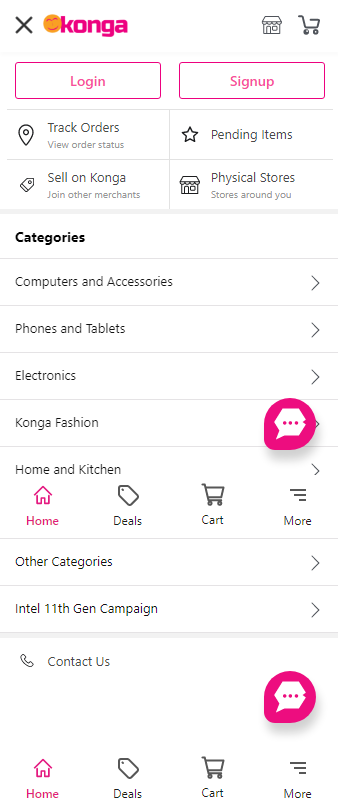 konga
Login
Signup
Track Orders
View order status
Pending Items
Sell on Konga
Join other merchants
Physical Stores
Stores around you
Categories
Computers and Accessories
Phones and Tablets
Electronics
Konga Fashion
Home and Kitchen
Home
Deals
Cart
More
Other Categories
Intel 11th Gen Campaign
Contact Us
Home
Deals
Cart
More